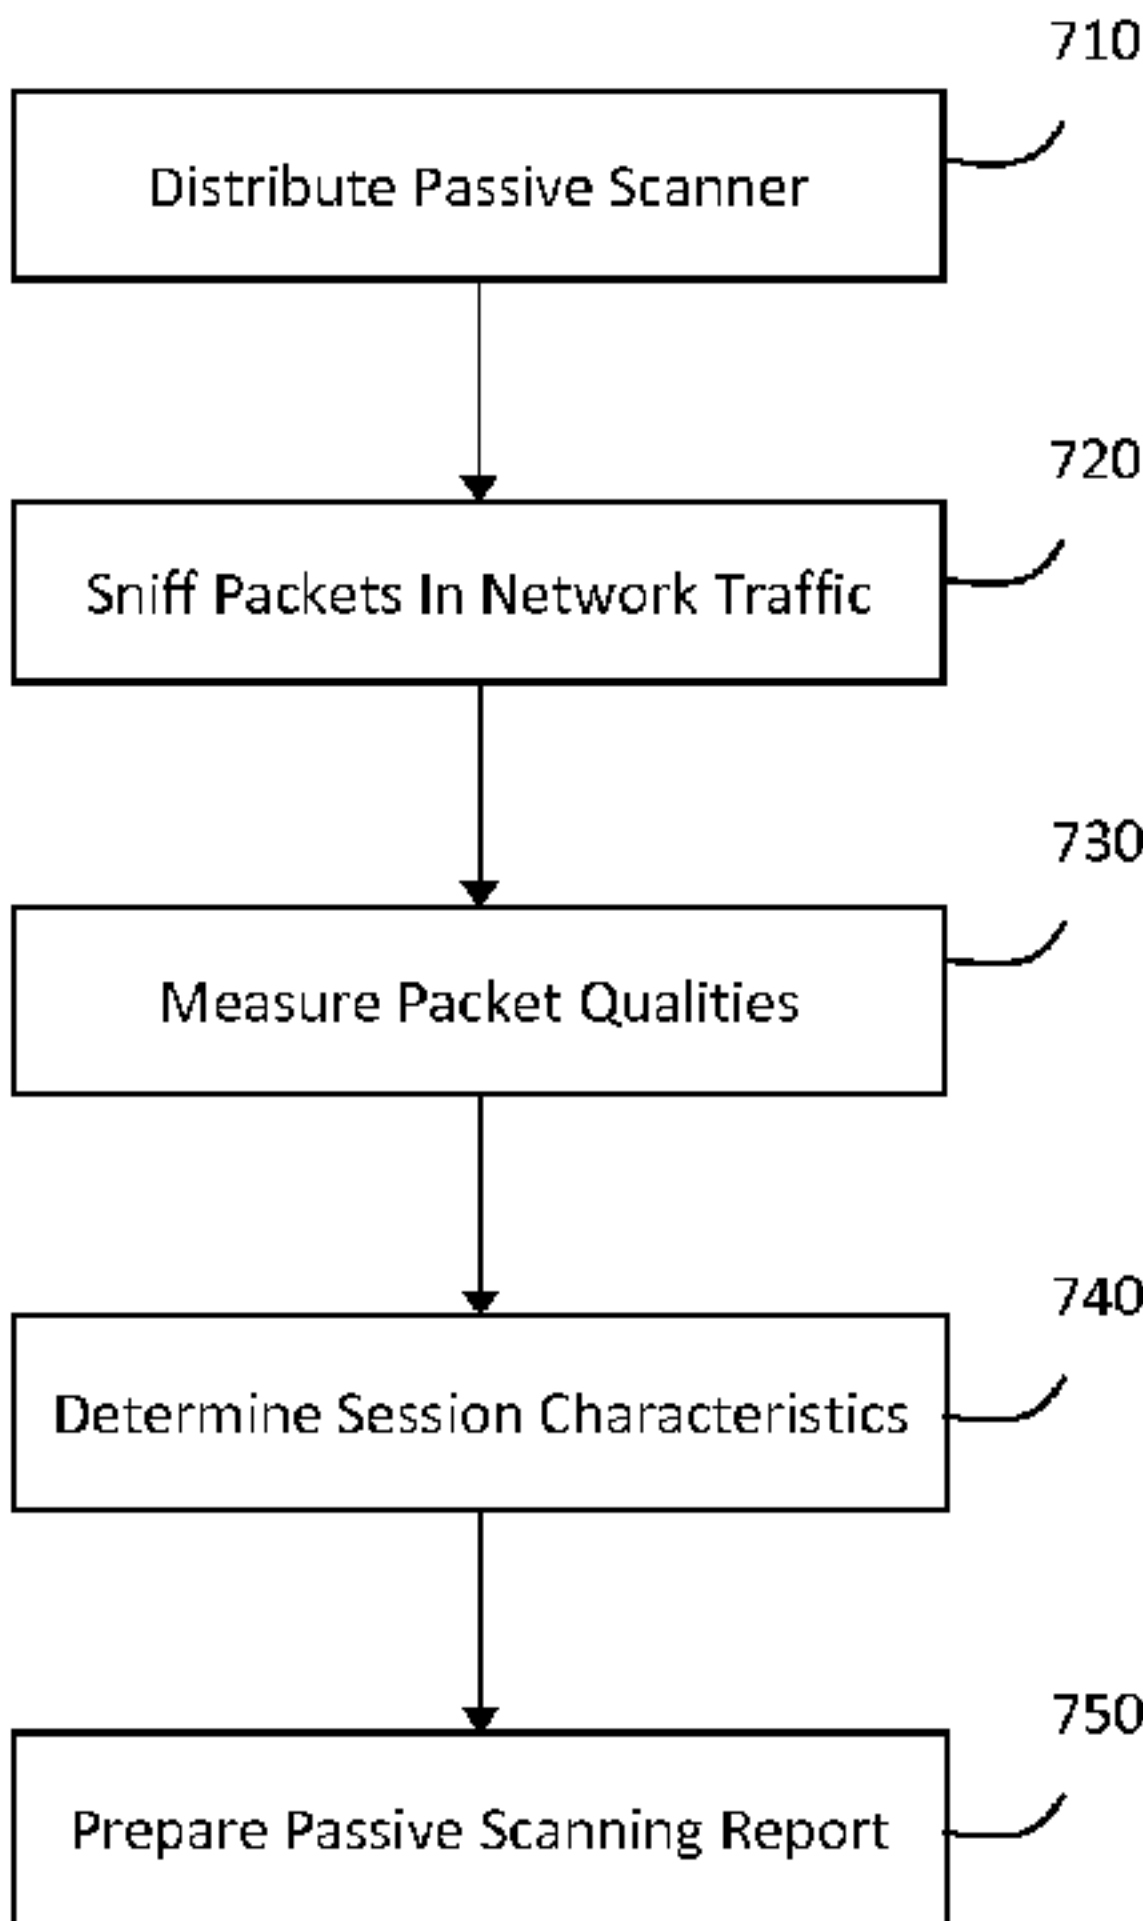 710
Distribute Passive Scanner
720
Sniff Packets In Network Traffic
730
Measure Packet Qualities
740
Determine Session Characteristics
750
Prepare Passive Scanning Report